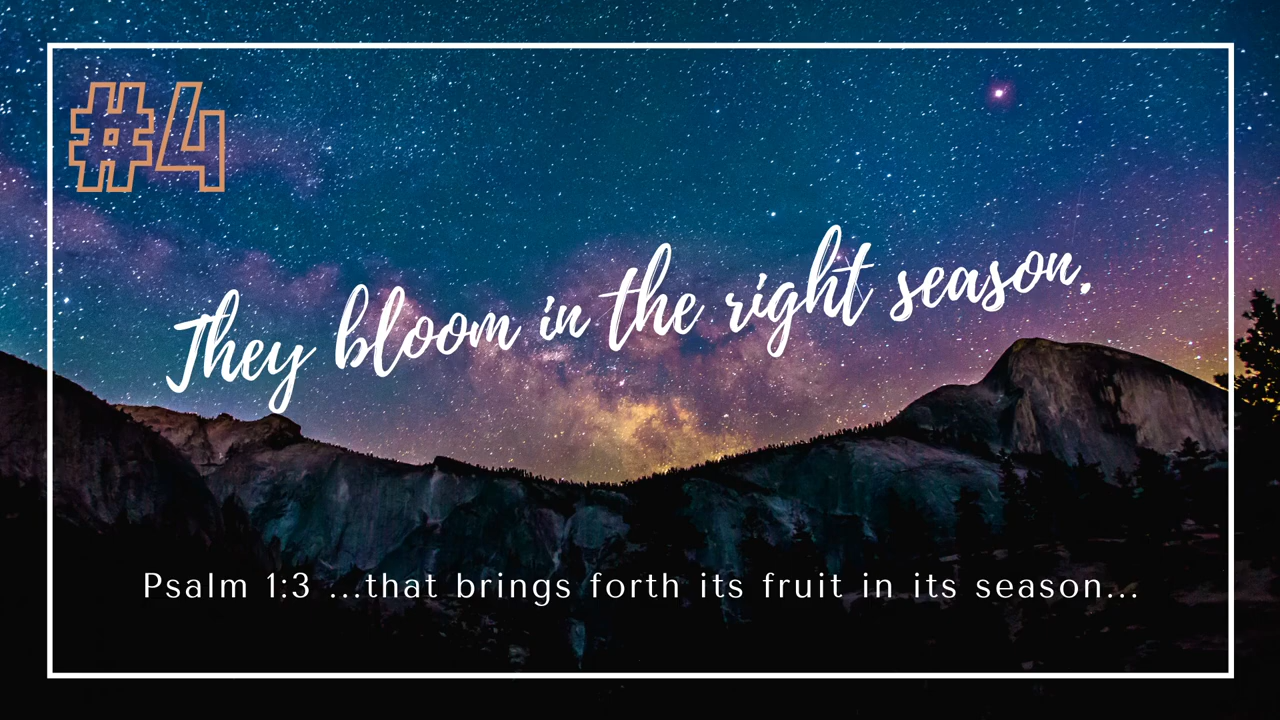 #4
They bloom in the right season.
Psalm 1:3 ...that brings forth its fruit in its season...